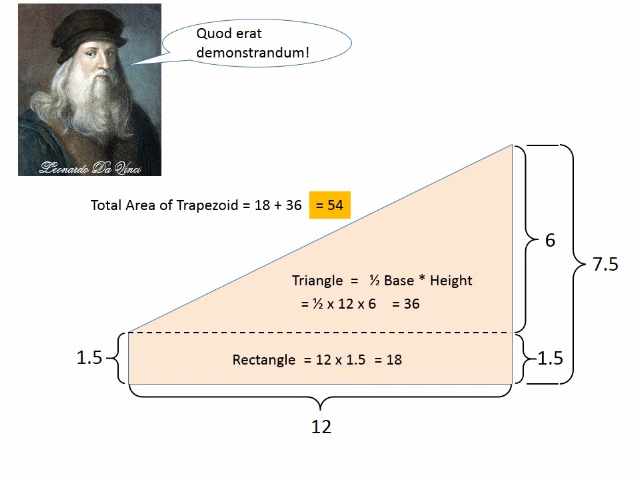 Quod erat
demonstrandum!
Leonardo Da Vinci
Total Area of Trapezoid = 18 + 36 = 54
6
7.5
Triangle = ½ Base * Height
= ½ x 12 x 6 = 36
1.5
Rectangle = 12 x 1.5 = 18
1.5
12